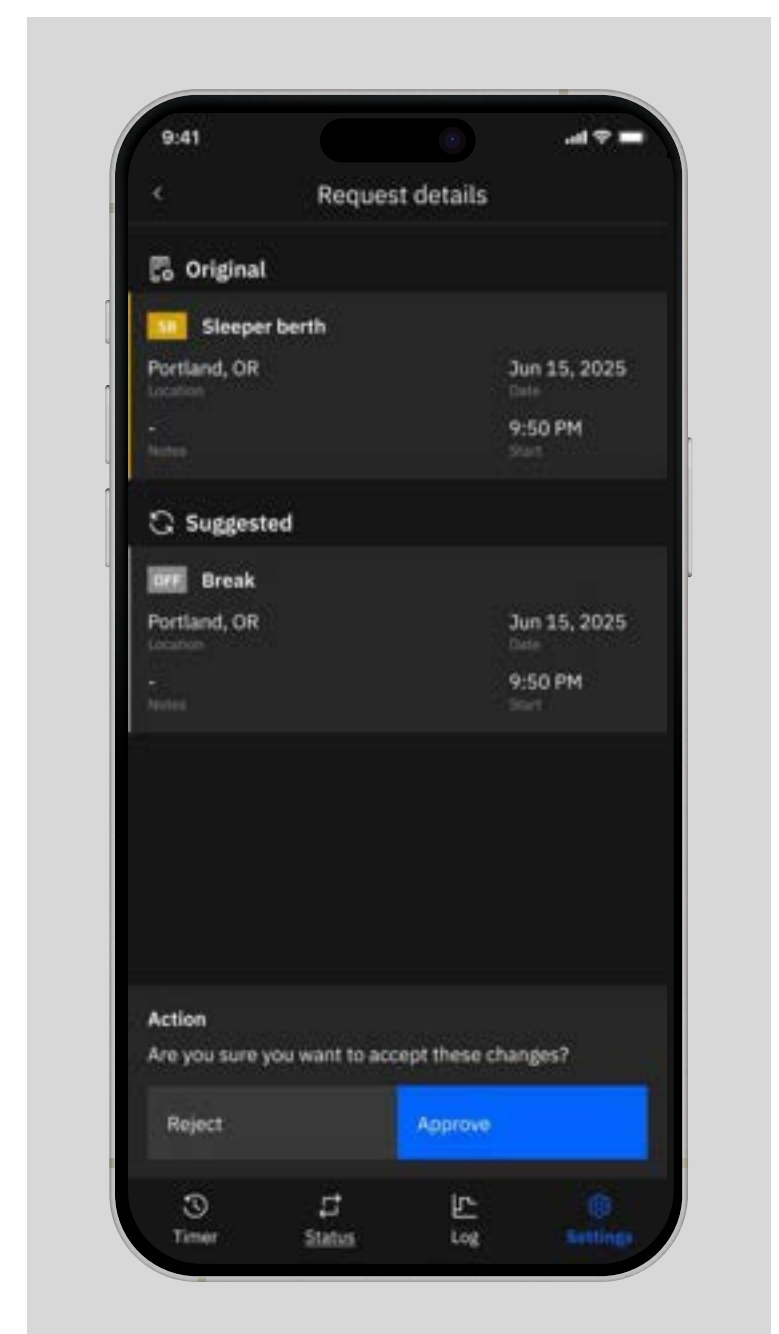 9:41
Request details
Original
SB Sleeper berth
Portland, OR Jun 15, 2025
Location Date
- 9:50 PM
Notes Start
Suggested
OFF Break
Portland, OR Jun 15, 2025
Location Date
- 9:50 PM
Notes Start
Action
Are you sure you want to accept these changes?
Reject Approve
Timer Status Log Settings